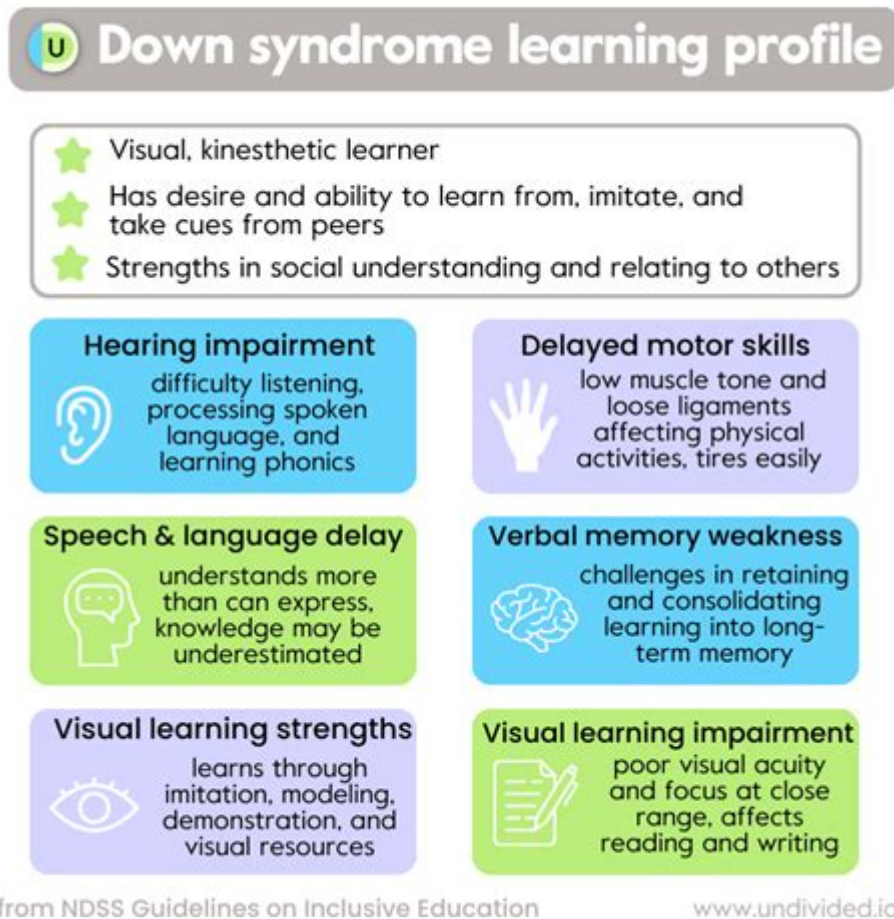 U Down syndrome learning profile
Visual, kinesthetic learner
Has desire and ability to learn from, imitate, and
take cues from peers
Strengths in social understanding and relating to others
Hearing impairment
difficulty listening,
processing spoken
language, and
learning phonics
Delayed motor skills
low muscle tone and
loose ligaments
affecting physical
activities, tires easily
Speech & language delay
understands more
than can express,
knowledge may be
underestimated
Verbal memory weakness
challenges in retaining
and consolidating
learning into long-
term memory
Visual learning strengths
learns through
imitation, modeling,
demonstration, and
visual resources
Visual learning impairment
poor visual acuity
and focus at close
range, affects
reading and writing
from NDSS Guidelines on Inclusive Education
www.undivided.io